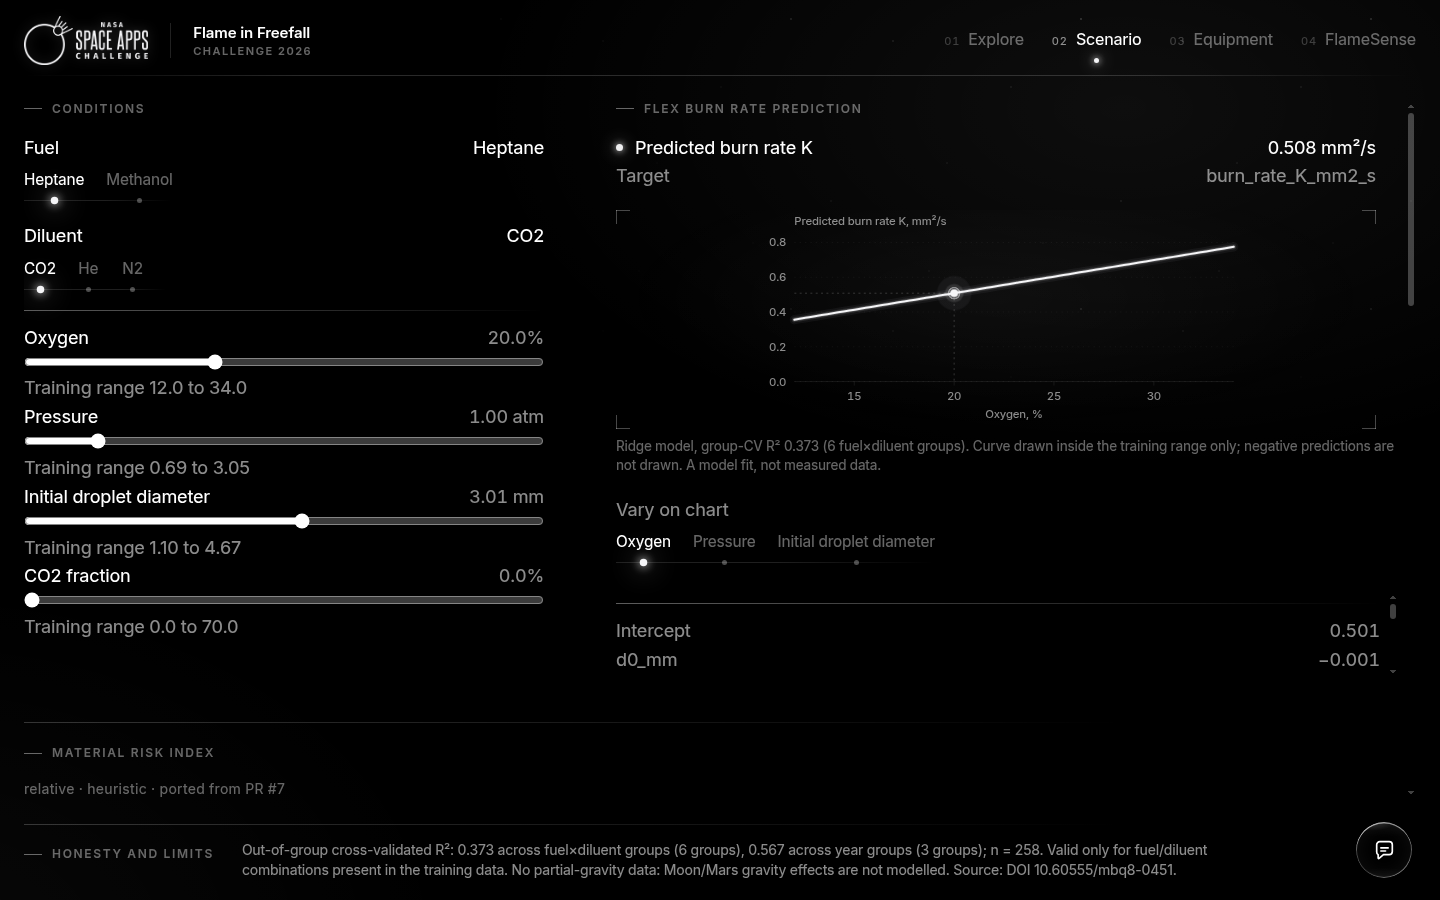 NASA
SPACE APPS
CHALLENGE
Flame in Freefall
CHALLENGE 2026
01 Explore
02 Scenario
03 Equipment
04 FlameSense
CONDITIONS
Fuel Heptane
Heptane Methanol
Diluent CO2
CO2 He N2
Oxygen 20.0%
Training range 12.0 to 34.0
Pressure 1.00 atm
Training range 0.69 to 3.05
Initial droplet diameter 3.01 mm
Training range 1.10 to 4.67
CO2 fraction 0.0%
Training range 0.0 to 70.0
FLEX BURN RATE PREDICTION
Predicted burn rate K 0.508 mm²/s
Target burn_rate_K_mm2_s
Predicted burn rate K, mm²/s
0.8
0.6
0.4
0.2
0.0
15 20 25 30
Oxygen, %
Ridge model, group-CV R² 0.373 (6 fuel×diluent groups). Curve drawn inside the training range only; negative predictions are
not drawn. A model fit, not measured data.
Vary on chart
Oxygen Pressure Initial droplet diameter
Intercept 0.501
d0_mm −0.001
MATERIAL RISK INDEX
relative · heuristic · ported from PR #7
HONESTY AND LIMITS
Out-of-group cross-validated R²: 0.373 across fuel×diluent groups (6 groups), 0.567 across year groups (3 groups); n = 258. Valid only for fuel/diluent
combinations present in the training data. No partial-gravity data: Moon/Mars gravity effects are not modelled. Source: DOI 10.60555/mbq8-0451.